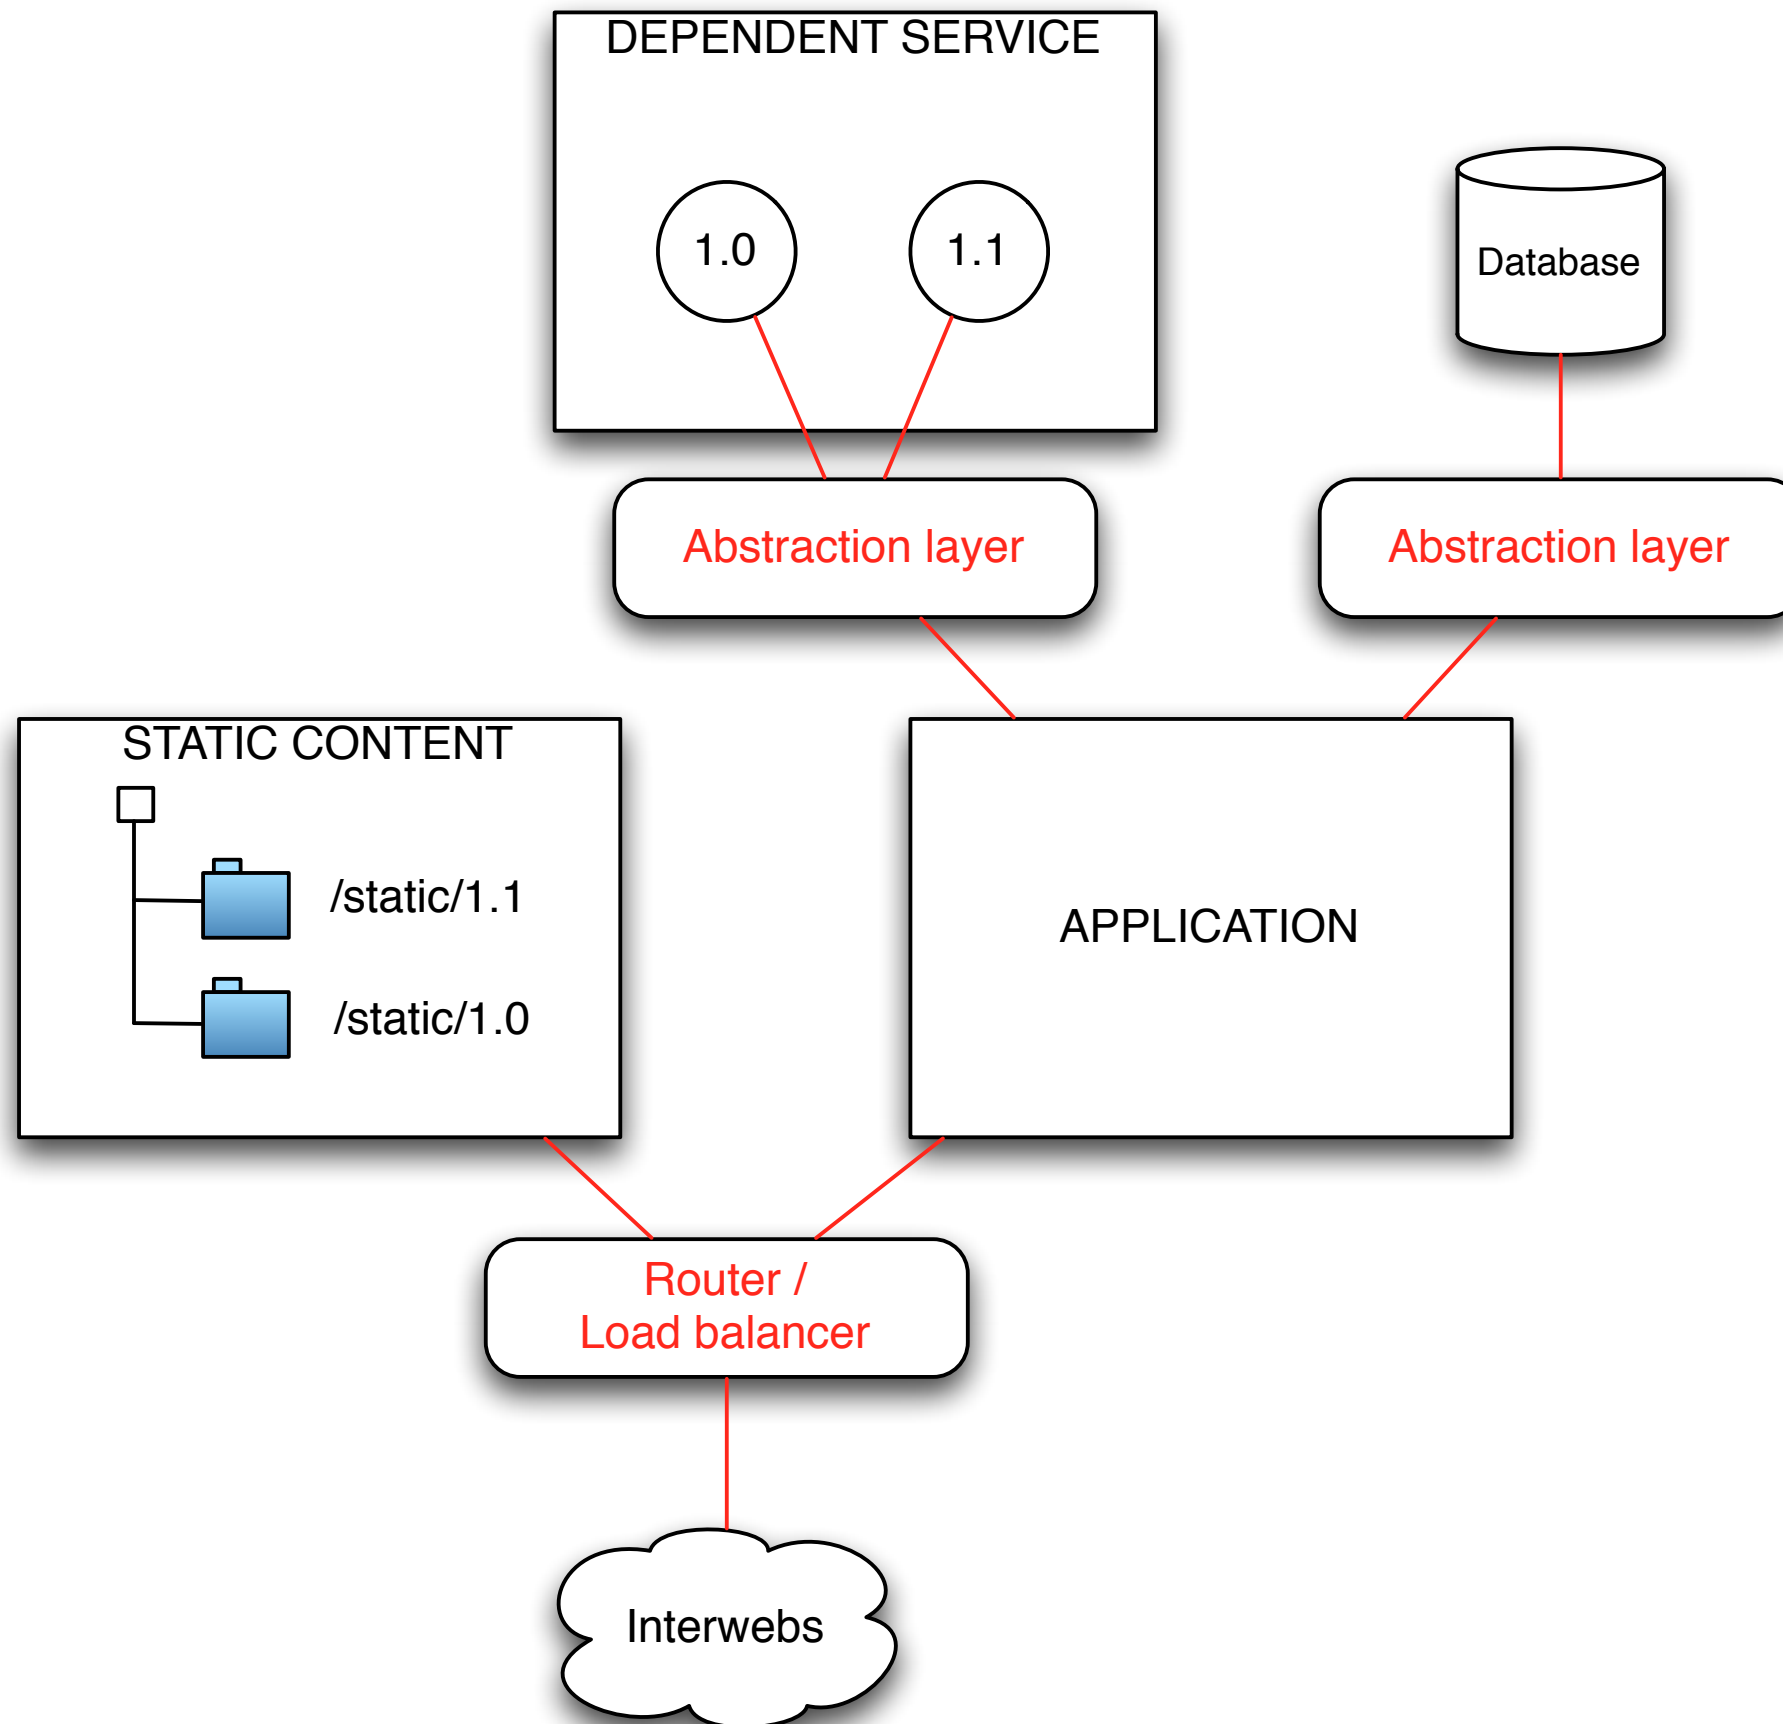 DEPENDENT SERVICE
1.0
1.1
Database
Abstraction layer
Abstraction layer
STATIC CONTENT
/static/1.1
/static/1.0
APPLICATION
Router /
Load balancer
Interwebs